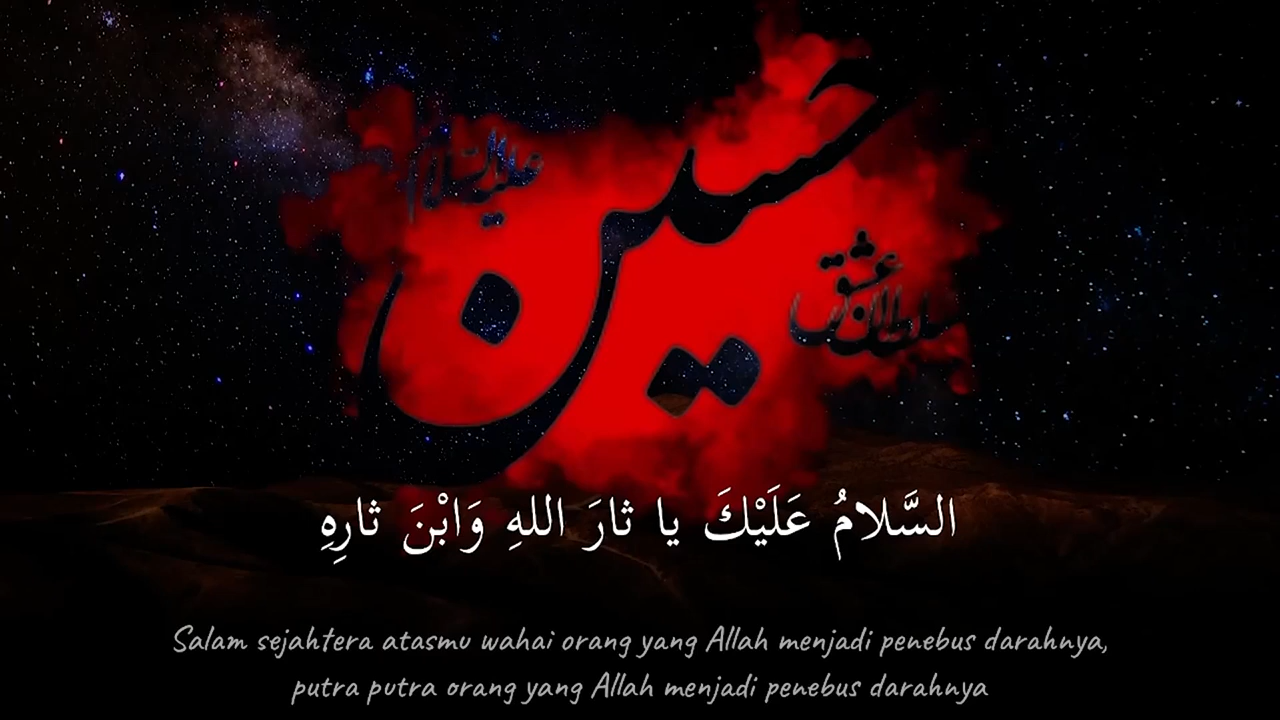 حسین
علیه السلام
سلطان عشق
السَّلامُ عَلَيْكَ يا ثارَ اللهِ وَابْنَ ثارِهِ
Salam sejahtera atasmu wahai orang yang Allah menjadi penebus darahnya,
putra putra orang yang Allah menjadi penebus darahnya